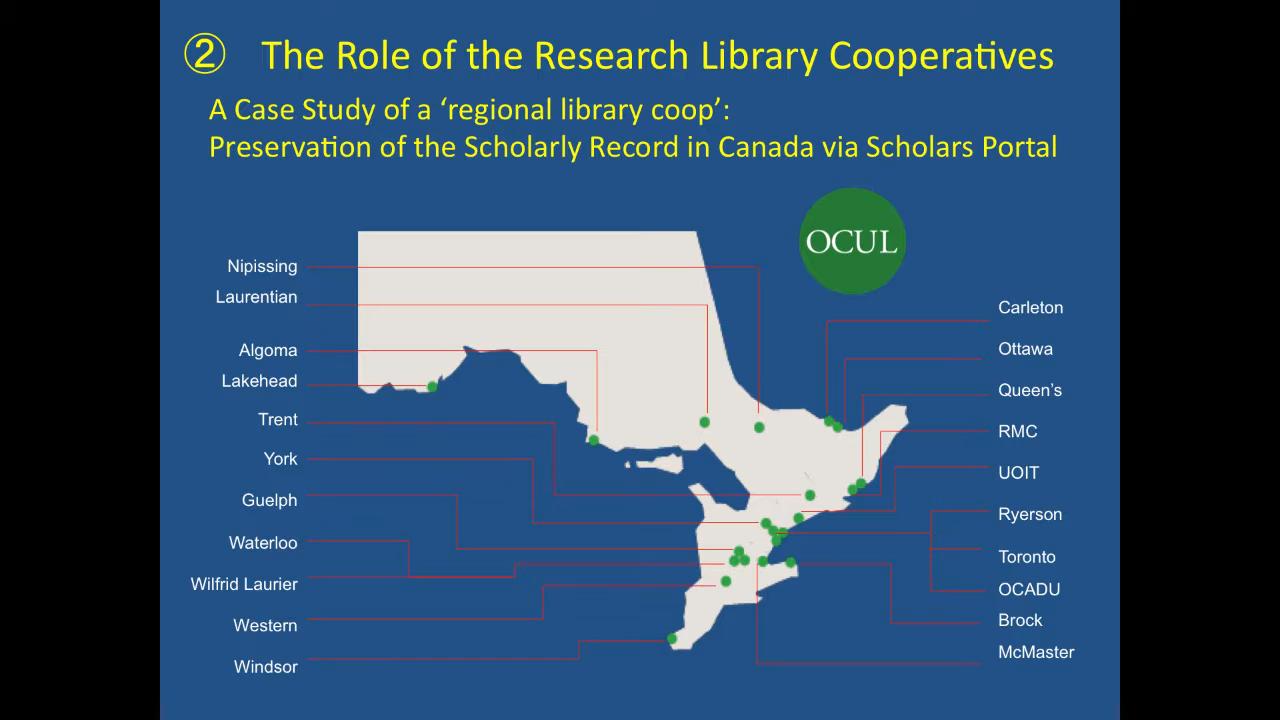 ② The Role of the Research Library Cooperatives
A Case Study of a ‘regional library coop’:
Preservation of the Scholarly Record in Canada via Scholars Portal
OCUL
Nipissing
Laurentian
Algoma
Lakehead
Trent
York
Guelph
Waterloo
Wilfrid Laurier
Western
Windsor
Carleton
Ottawa
Queen’s
RMC
UOIT
Ryerson
Toronto
OCADU
Brock
McMaster